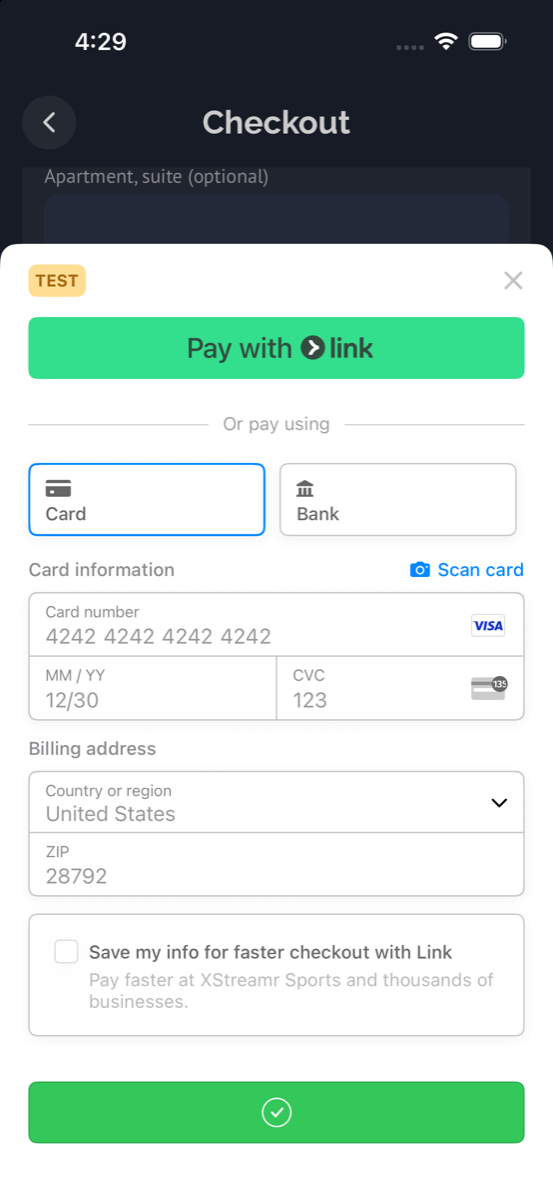 4:29
Checkout
Apartment, suite (optional)
TEST
Pay with link
Or pay using
Card
Bank
Card information
Scan card
Card number
4242 4242 4242 4242
VISA
MM / YY
12/30
CVC
123
135
Billing address
Country or region
United States
ZIP
28792
Save my info for faster checkout with Link
Pay faster at XStreamr Sports and thousands of
businesses.